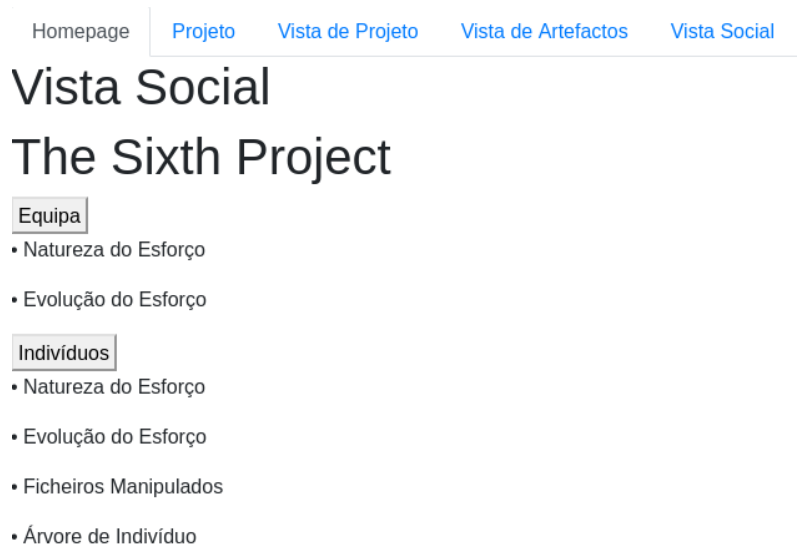 Homepage Projeto Vista de Projeto Vista de Artefactos Vista Social
Vista Social
The Sixth Project
Equipa
• Natureza do Esforço
• Evolução do Esforço
Indivíduos
• Natureza do Esforço
• Evolução do Esforço
• Ficheiros Manipulados
• Árvore de Indivíduo